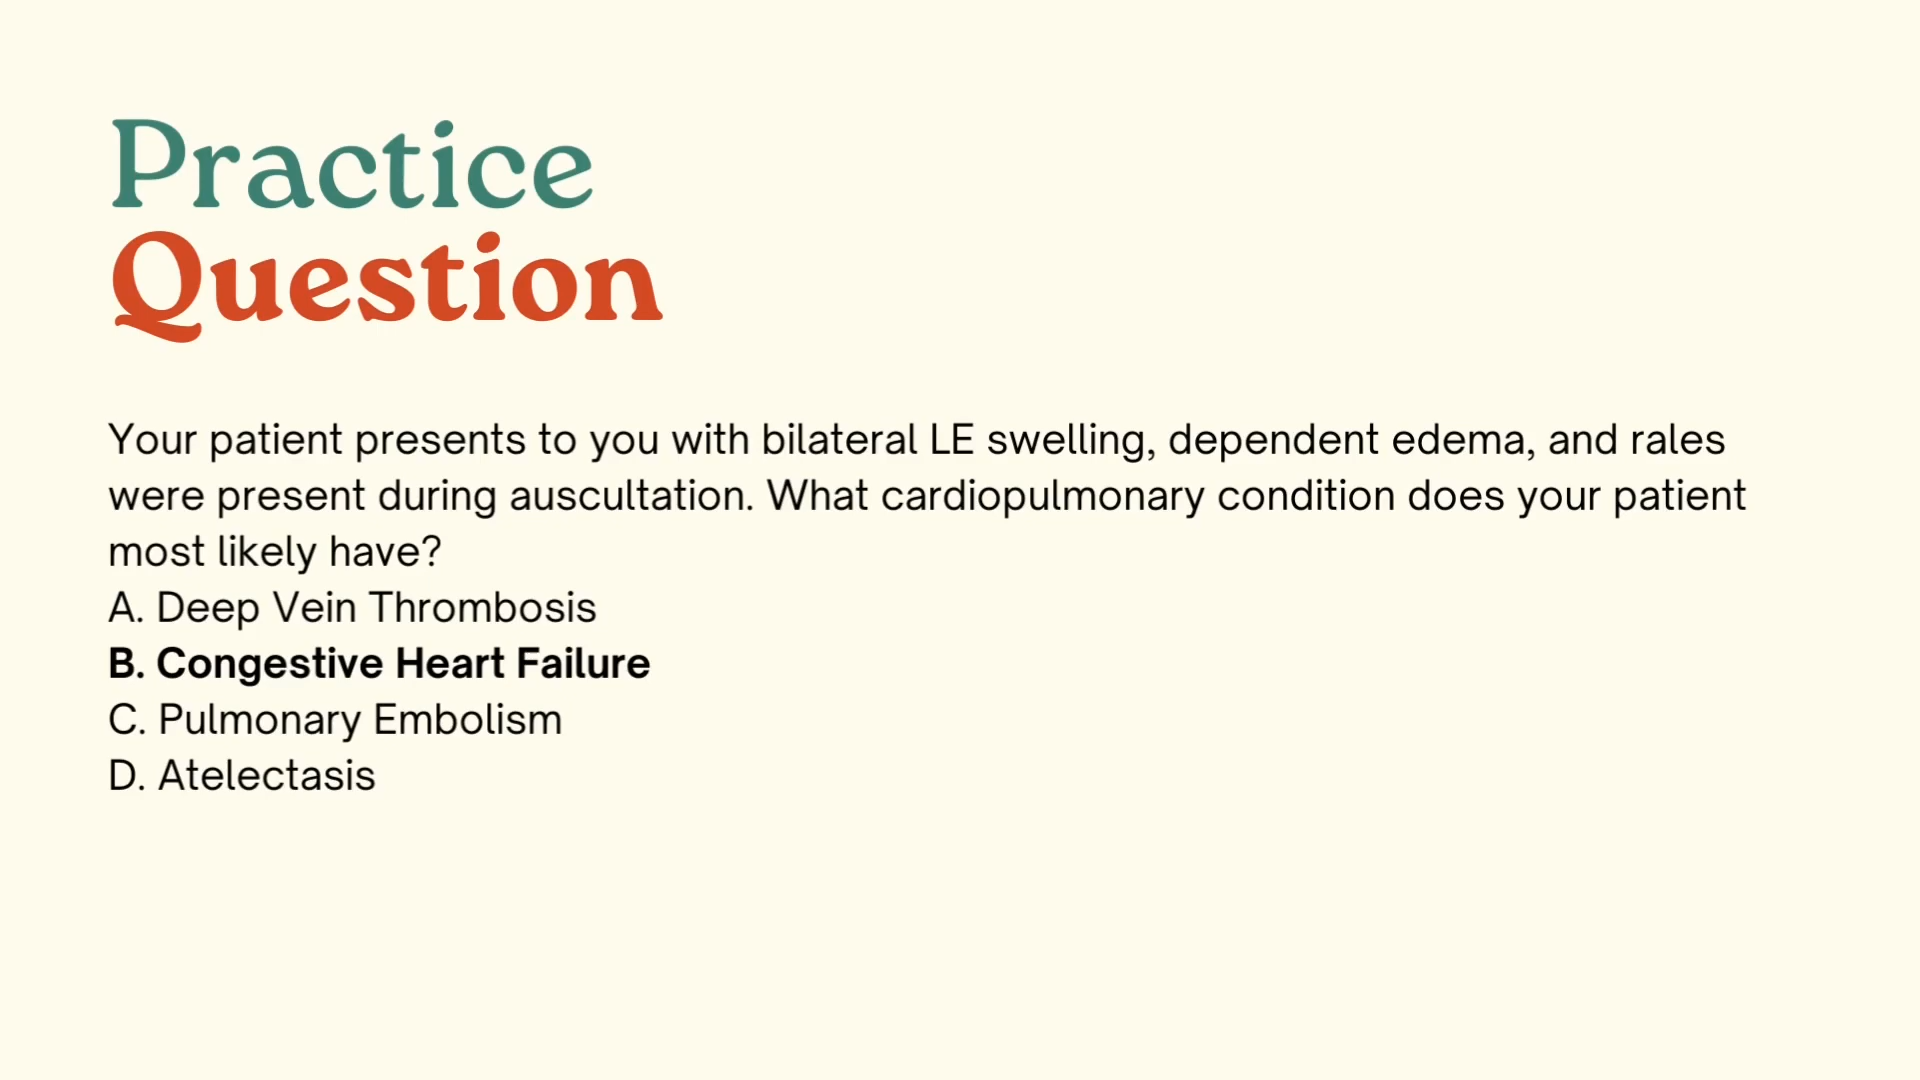 Practice
Question
Your patient presents to you with bilateral LE swelling, dependent edema, and rales
were present during auscultation. What cardiopulmonary condition does your patient
most likely have?
A. Deep Vein Thrombosis
B. Congestive Heart Failure
C. Pulmonary Embolism
D. Atelectasis